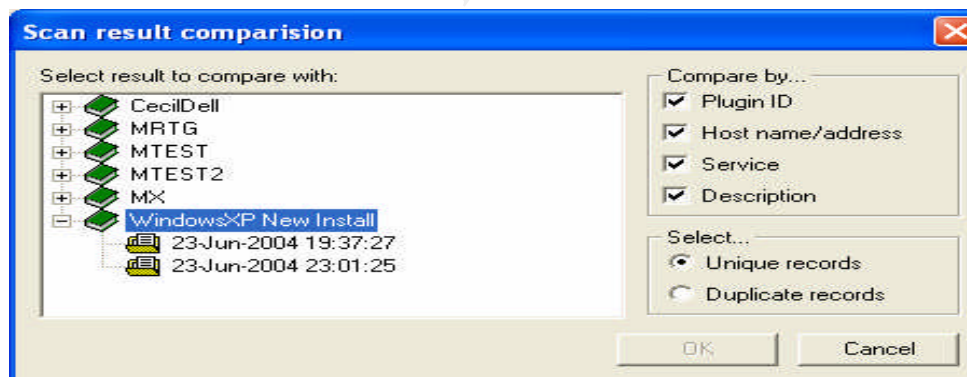 Scan result comparision
Select result to compare with:
CecilDell
MRTG
MTEST
MTEST2
MX
WindowsXP New Install
23-Jun-2004 19:37:27
23-Jun-2004 23:01:25
Compare by...
Plugin ID
Host name/address
Service
Description
Select...
Unique records
Duplicate records
OK
Cancel